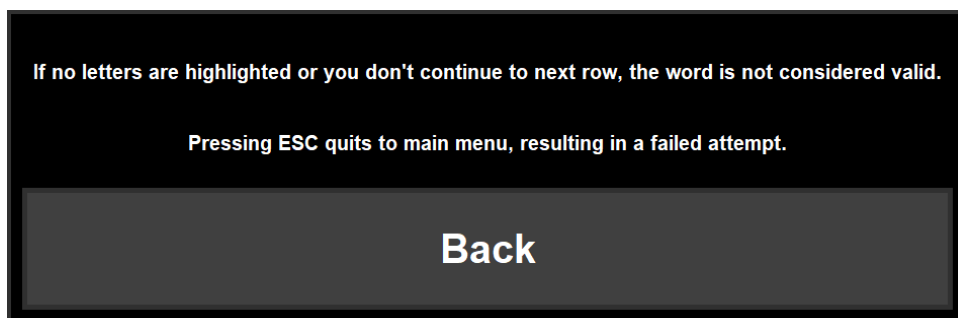 If no letters are highlighted or you don't continue to next row, the word is not considered valid.
Pressing ESC quits to main menu, resulting in a failed attempt.
Back